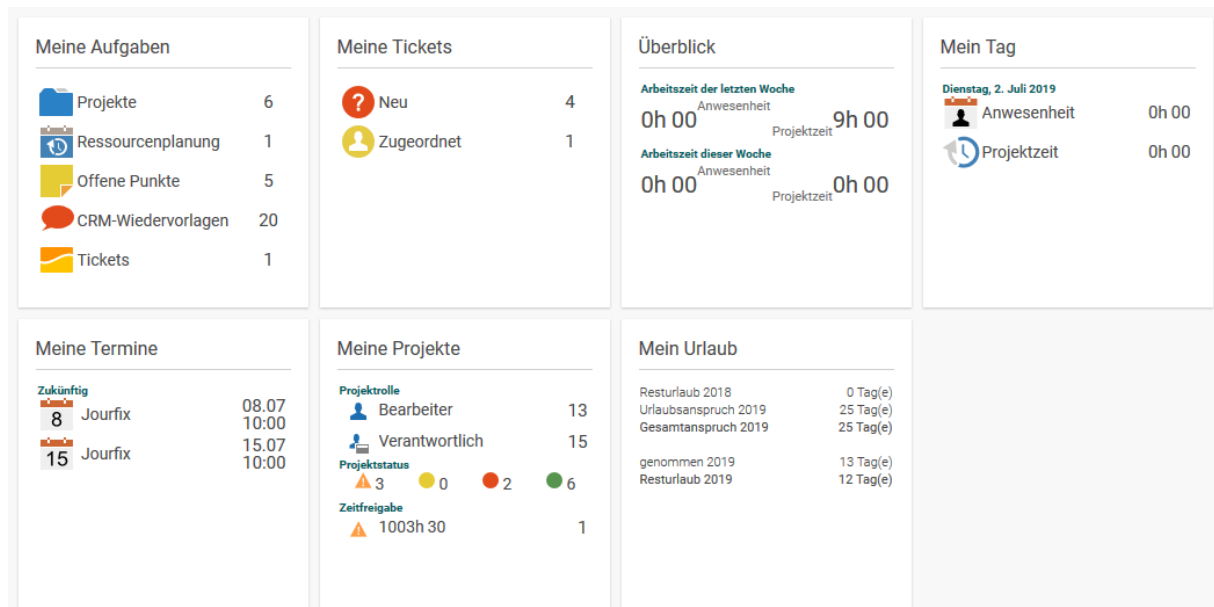 Meine Aufgaben
Projekte 6
Ressourcenplanung 1
Offene Punkte 5
CRM-Wiedervorlagen 20
Tickets 1
Meine Tickets
? Neu 4
Zugeordnet 1
Überblick
Arbeitszeit der letzten Woche
0h 00 Anwesenheit
Projektzeit 9h 00
Arbeitszeit dieser Woche
0h 00 Anwesenheit
Projektzeit 0h 00
Mein Tag
Dienstag, 2. Juli 2019
Anwesenheit 0h 00
Projektzeit 0h 00
Meine Termine
Zukünftig
8 Jourfix 08.07
10:00
15 Jourfix 15.07
10:00
Meine Projekte
Projektrolle
Bearbeiter 13
Verantwortlich 15
Projektstatus
3 0 2 6
Zeitfreigabe
1003h 30 1
Mein Urlaub
Resturlaub 2018 0 Tag(e)
Urlaubsanspruch 2019 25 Tag(e)
Gesamtanspruch 2019 25 Tag(e)
genommen 2019 13 Tag(e)
Resturlaub 2019 12 Tag(e)